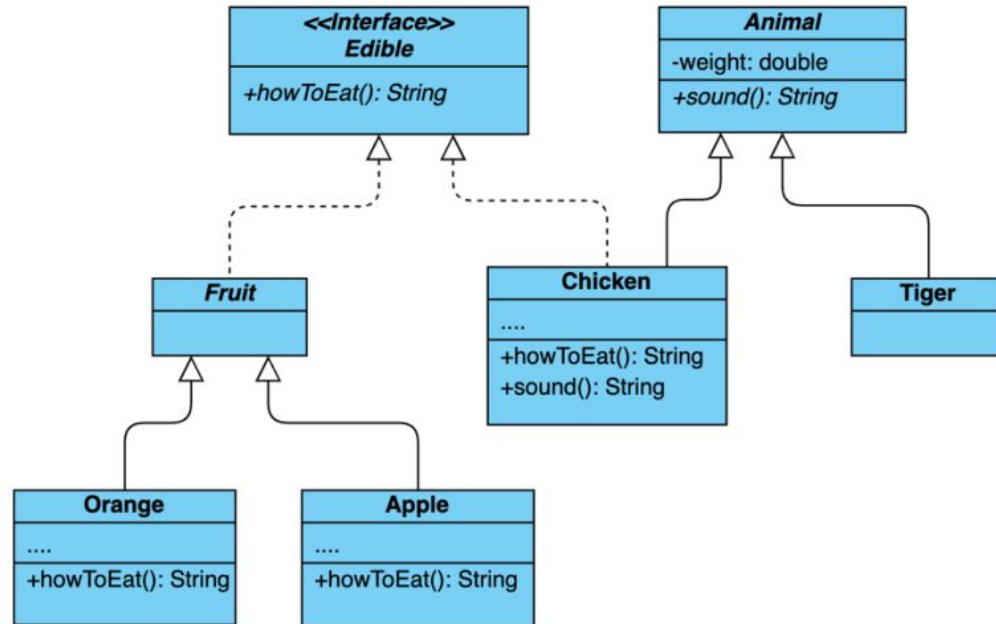 <<Interface>>
Edible
+howToEat(): String
Animal
-weight: double
+sound(): String
Fruit
Chicken
....
+howToEat(): String
+sound(): String
Tiger
Orange
....
+howToEat(): String
Apple
....
+howToEat(): String